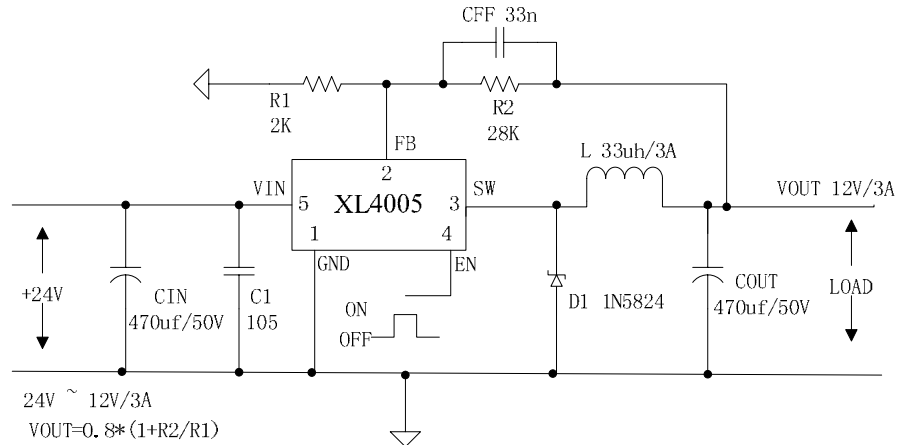 CFF 33n
R1
2K
R2
28K
FB
L 33uh/3A
2
VIN
SW
VOUT 12V/3A
5
XL4005
3
1
4
GND
EN
+24V
CIN
470uf/50V
C1
105
ON
OFF
D1 1N5824
COUT
470uf/50V
LOAD
24V ~ 12V/3A
VOUT=0.8*(1+R2/R1)